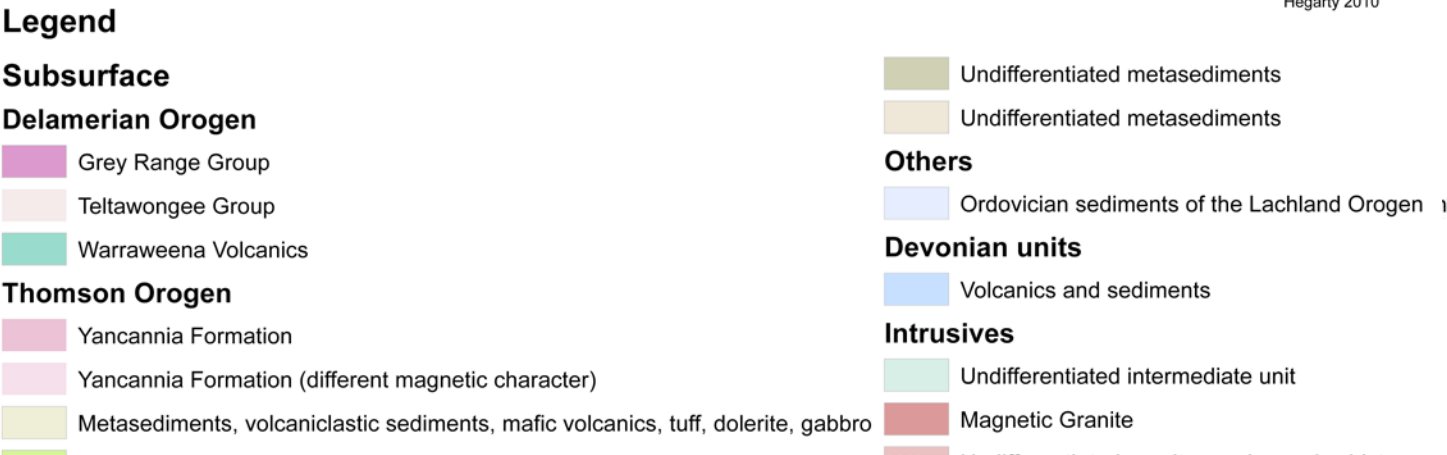 Hegarty 2010
Legend
Subsurface
Delamerian Orogen
Grey Range Group
Teltawongee Group
Warraweena Volcanics
Thomson Orogen
Yancannia Formation
Yancannia Formation (different magnetic character)
Metasediments, volcaniclastic sediments, mafic volcanics, tuff, dolerite, gabbro
Undifferentiated metasediments
Undifferentiated metasediments
Others
Ordovician sediments of the Lachland Orogen
Devonian units
Volcanics and sediments
Intrusives
Undifferentiated intermediate unit
Magnetic Granite